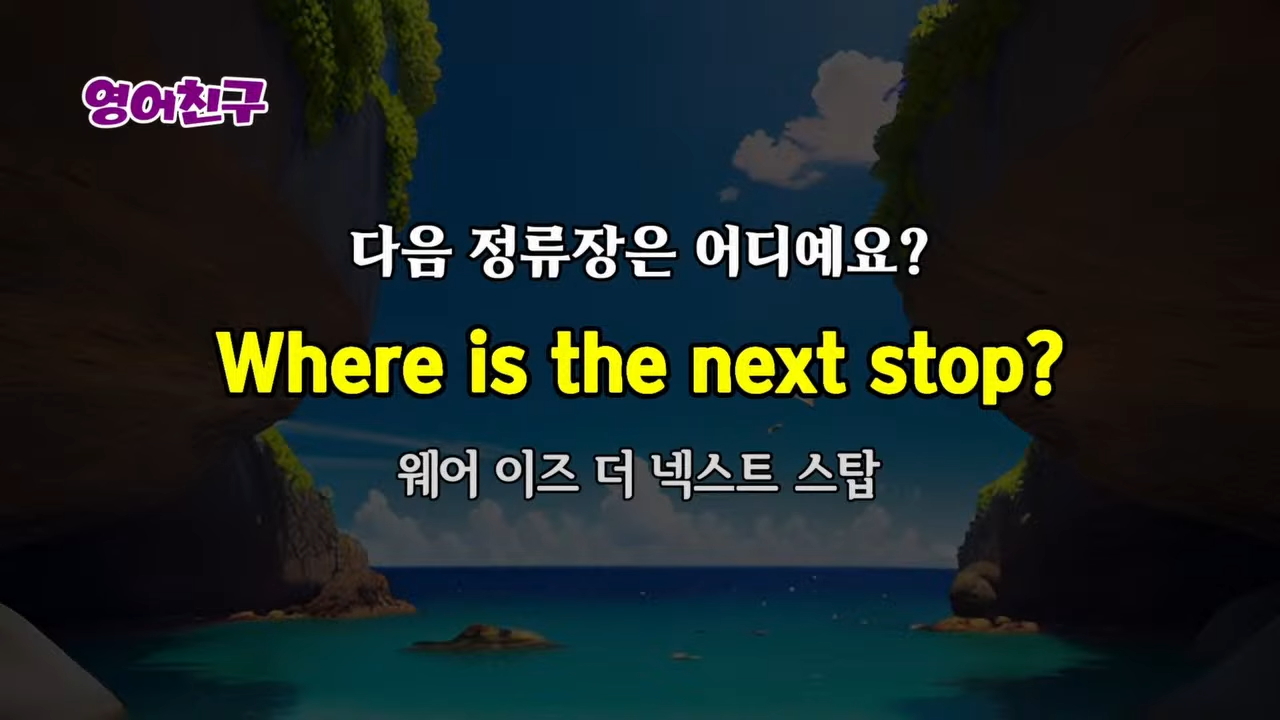 영어친구
다음 정류장은 어디예요?
Where is the next stop?
웨어 이즈 더 넥스트 스탑